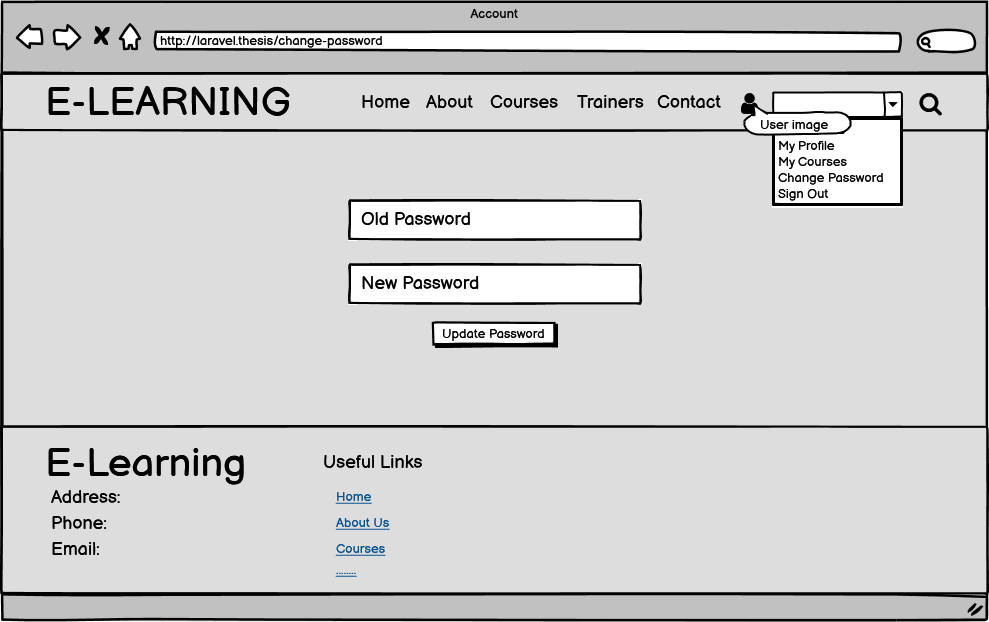 Account
http://laravel.thesis/change-password
E-LEARNING Home About Courses Trainers Contact
User image
My Profile
My Courses
Change Password
Sign Out
Old Password
New Password
Update Password
E-Learning
Address:
Phone:
Email:
Useful Links
Home
About Us
Courses
........